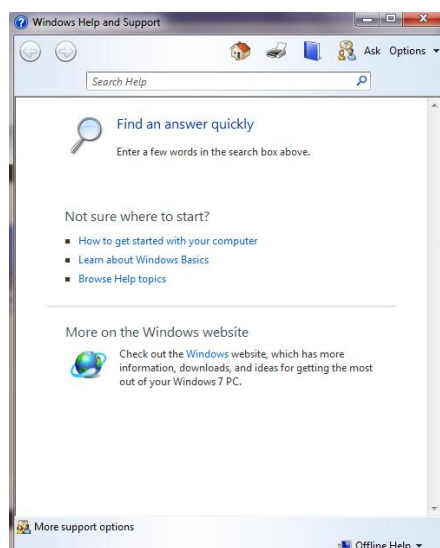 Windows Help and Support
Ask Options
Search Help
Find an answer quickly
Enter a few words in the search box above.
Not sure where to start?
How to get started with your computer
Learn about Windows Basics
Browse Help topics
More on the Windows website
Check out the Windows website, which has more
information, downloads, and ideas for getting the most
out of your Windows 7 PC.
More support options
Offline Help